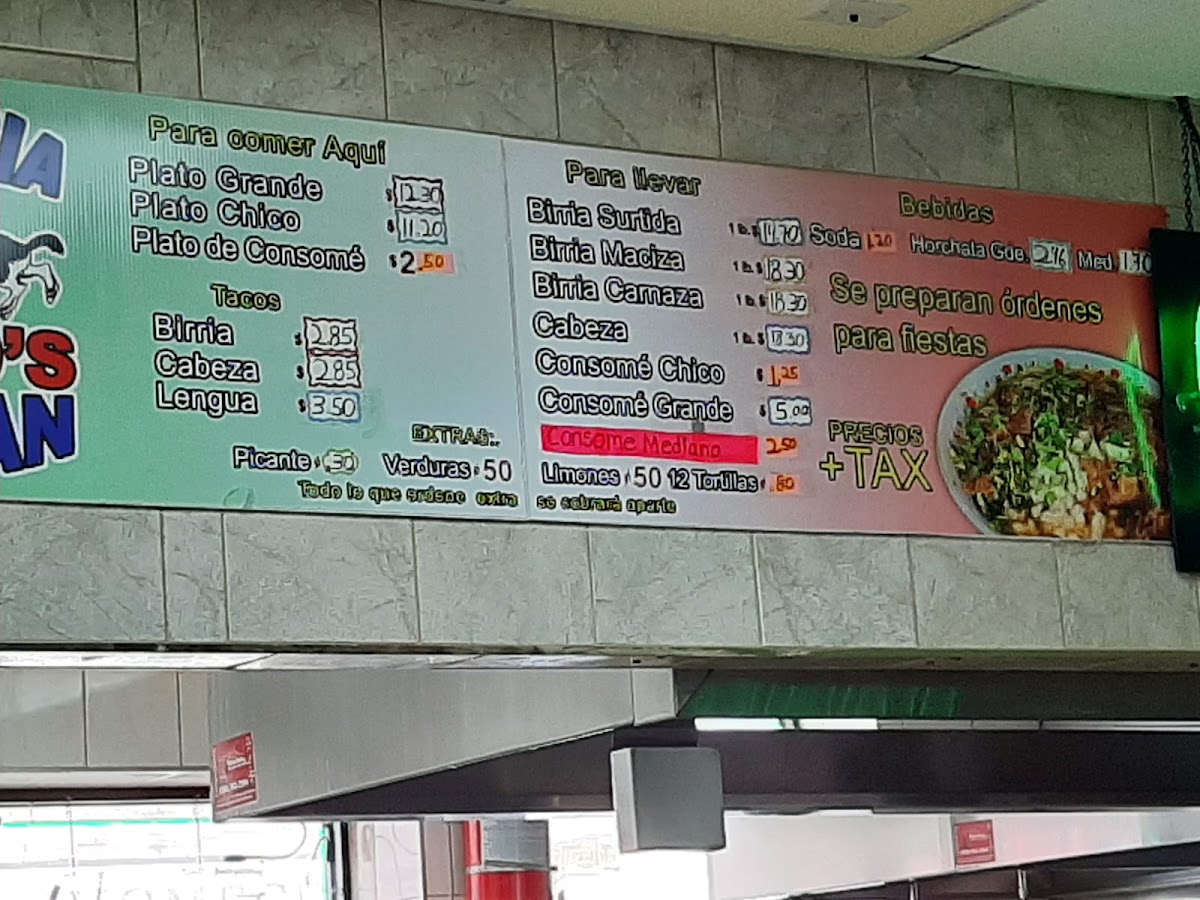 Para comer Aquí
Plato Grande $12.30
Plato Chico $11.20
Plato de Consomé $2.50
Tacos
Birria $2.85
Cabeza $2.85
Lengua $3.50
EXTRAS:.
Picante ¢.50 Verduras ¢50
Todo lo que ordene extra
Para llevar
Birria Surtida 1 lb. $
Birria Maciza 1 lb. $18.30
Birria Carnaza 1 lb. $18.30
Cabeza 1 lb. $18.30
Consomé Chico $1.25
Consomé Grande $5.00
Consome Mediano 2.50
Limones ¢50 12 Tortillas ¢.80
se cobrará aparte
Bebidas
Soda 1.20 Horchata Gde. Med
Se preparan órdenes
para fiestas
PRECIOS
+TAX
IA
'S
AN